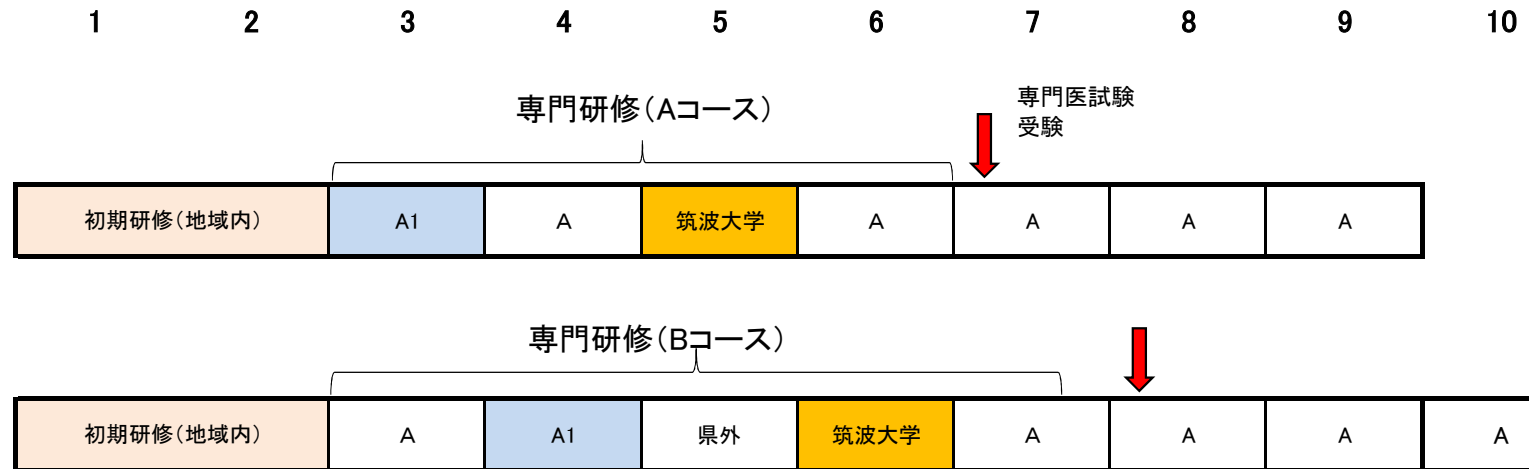 1 2 3 4 5 6 7 8 9 10
専門研修(Aコース)
専門医試験
受験
初期研修(地域内) A1 A 筑波大学 A A A A
専門研修(Bコース)
初期研修(地域内) A A1 県外 筑波大学 A A A A